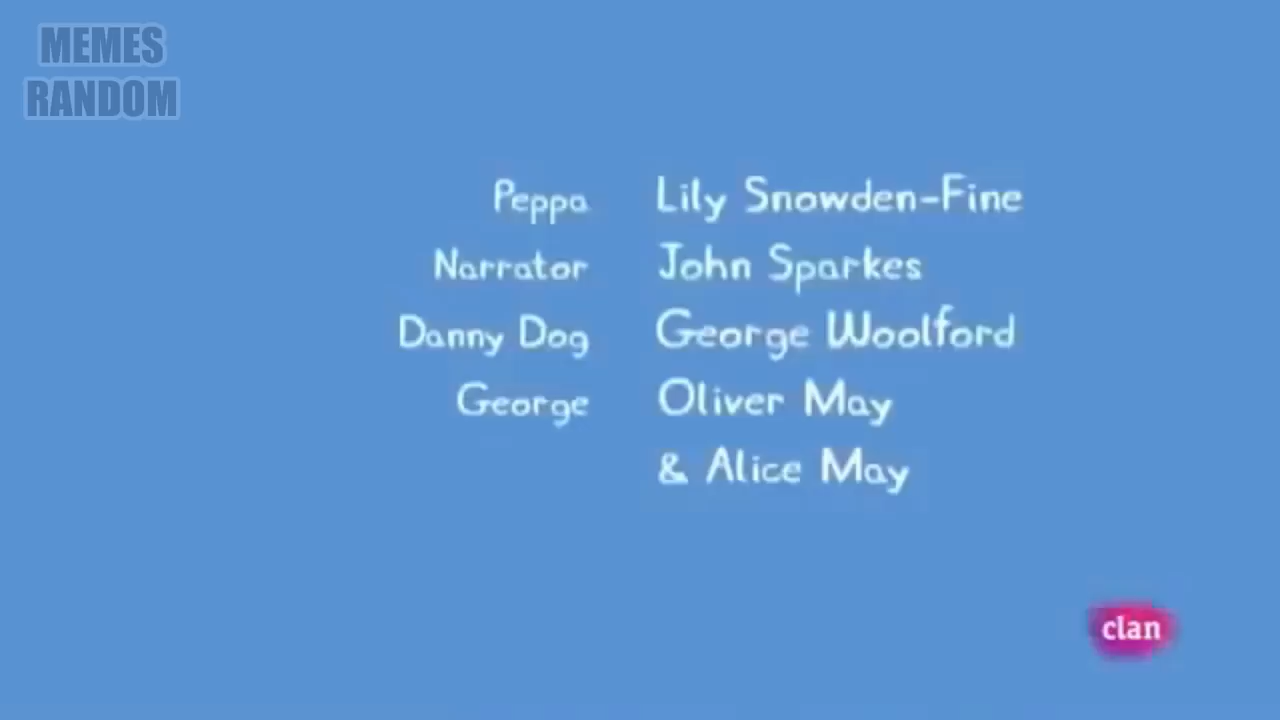 MEMES
RANDOM
Peppa Lily Snowden-Fine
Narrator John Sparkes
Danny Dog George Woolford
George Oliver May
& Alice May
clan